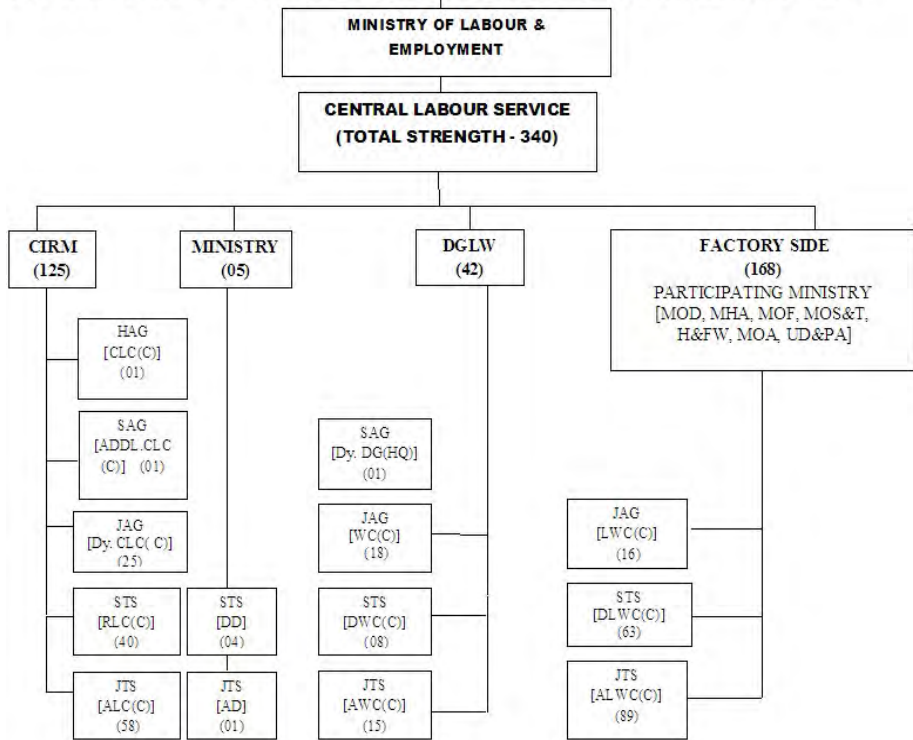 MINISTRY OF LABOUR &
EMPLOYMENT
CENTRAL LABOUR SERVICE
(TOTAL STRENGTH - 340)
CIRM
(125)
MINISTRY
(05)
DGLW
(42)
FACTORY SIDE
(168)
PARTICIPATING MINISTRY
[MOD, MHA, MOF, MOS&T,
H&FW, MOA, UD&PA]
HAG
[CLC(C)]
(01)
SAG
[ADDL.CLC
(C)] (01)
JAG
[Dy. CLC( C)]
(25)
STS
[RLC(C)]
(40)
JTS
[ALC(C)]
(58)
STS
[DD]
(04)
JTS
[AD]
(01)
SAG
[Dy. DG(HQ)]
(01)
JAG
[WC(C)]
(18)
STS
[DWC(C)]
(08)
JTS
[AWC(C)]
(15)
JAG
[LWC(C)]
(16)
STS
[DLWC(C)]
(63)
JTS
[ALWC(C)]
(89)